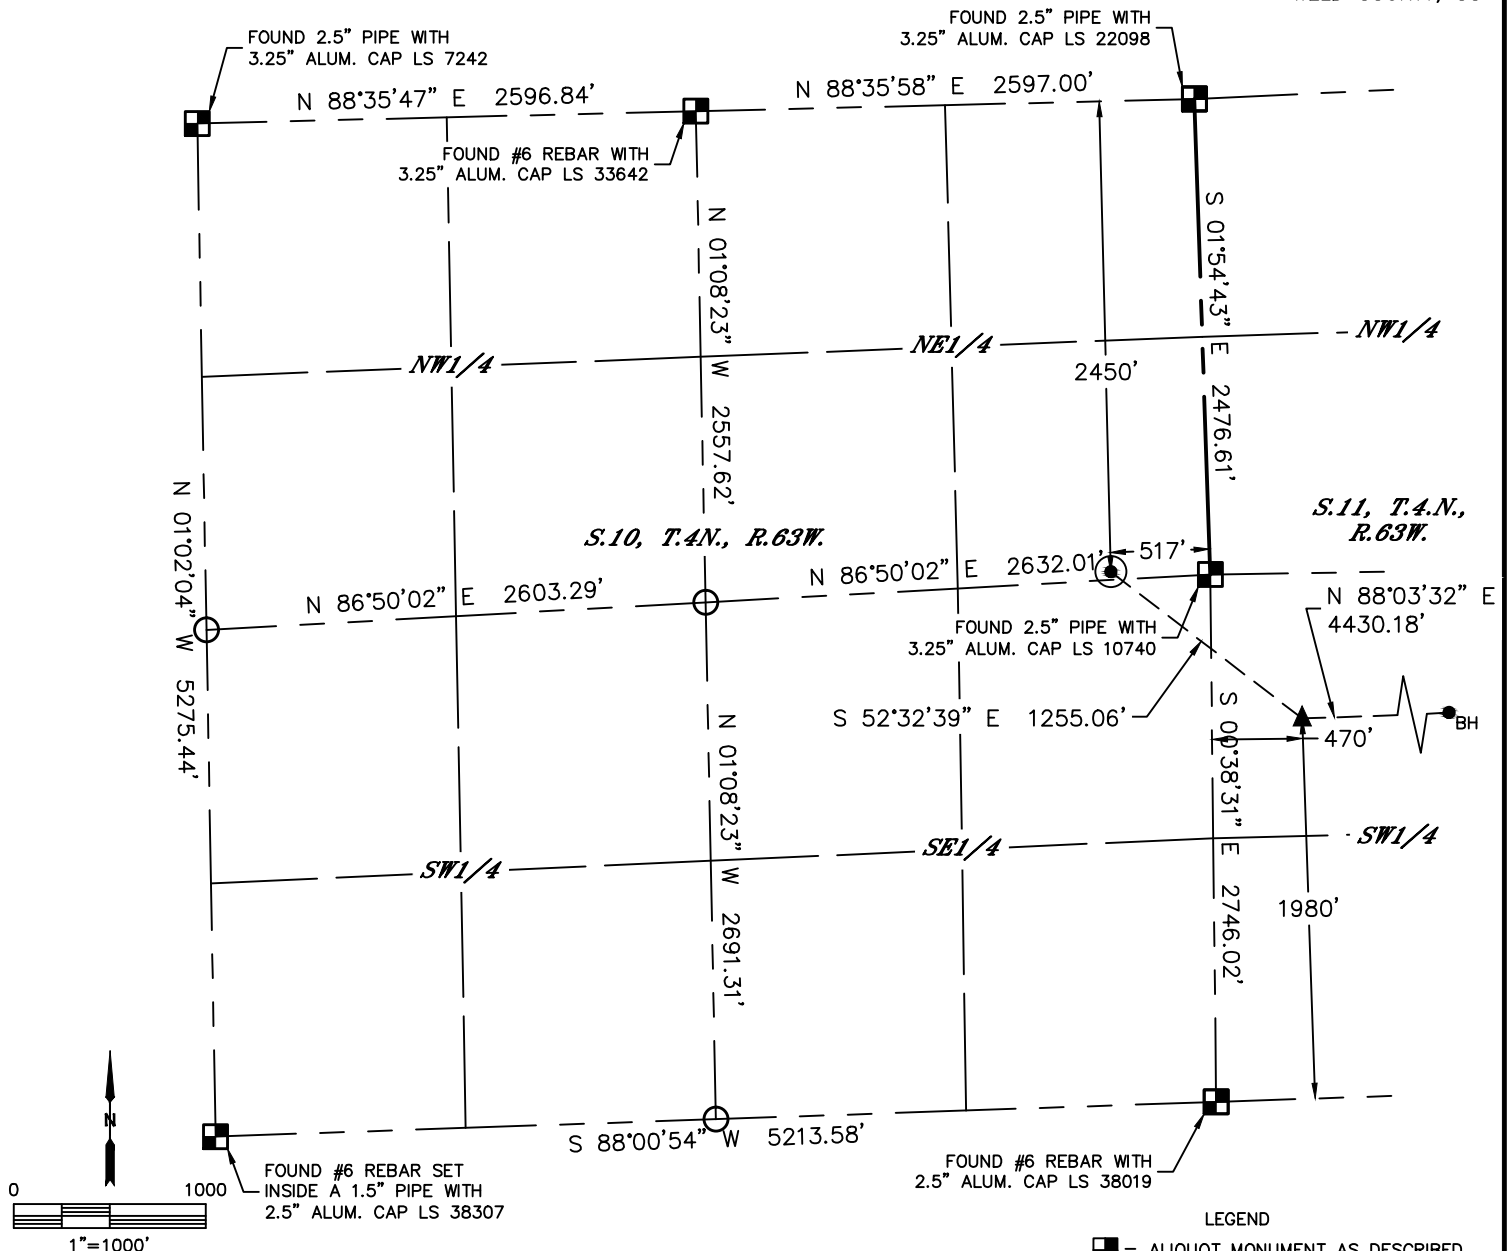 FOUND 2.5" PIPE WITH
3.25" ALUM. CAP LS 7242
FOUND 2.5" PIPE WITH
3.25" ALUM. CAP LS 22098
N 88°35'47" E 2596.84'
N 88°35'58" E 2597.00'
FOUND #6 REBAR WITH
3.25" ALUM. CAP LS 33642
N 01°08'23" W 2557.62'
S 01°54'43" E 2476.61'
NW1/4
NE1/4
NW1/4
2450'
N 01°02'04" W 5275.44'
S.10, T.4N., R.63W.
S.11, T.4.N.,
R.63W.
517'
N 86°50'02" E 2603.29'
N 86°50'02" E 2632.01'
N 88°03'32" E
4430.18'
FOUND 2.5" PIPE WITH
3.25" ALUM. CAP LS 10740
S 52°32'39" E 1255.06'
BH
470'
N 01°08'23" W 2691.31'
S 00°38'31" E 2746.02'
SW1/4
SE1/4
SW1/4
1980'
N
S 88°00'54" W 5213.58'
FOUND #6 REBAR SET
INSIDE A 1.5" PIPE WITH
2.5" ALUM. CAP LS 38307
FOUND #6 REBAR WITH
2.5" ALUM. CAP LS 38019
0 1000
1"=1000'
LEGEND
= ALIQUOT MONUMENT AS DESCRIBED